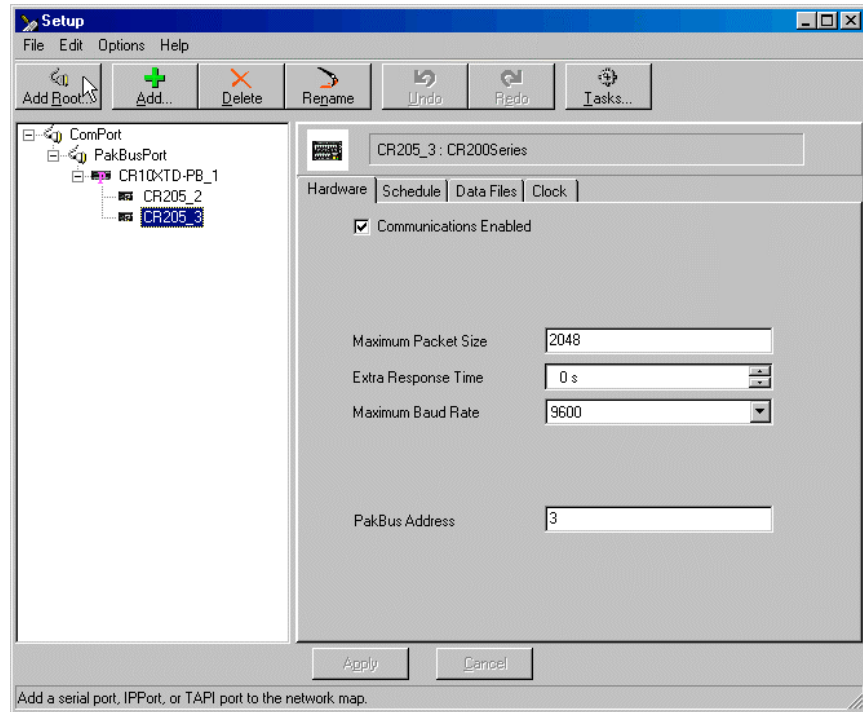 Setup
File Edit Options Help
Add Root... Add... Delete Rename Undo Redo Tasks...
ComPort
PakBusPort
CR10XTD-PB_1
CR205_2
CR205_3
CR205_3 : CR200Series
Hardware Schedule Data Files Clock
Communications Enabled
Maximum Packet Size 2048
Extra Response Time 0 s
Maximum Baud Rate 9600
PakBus Address 3
Apply Cancel
Add a serial port, IPPort, or TAPI port to the network map.